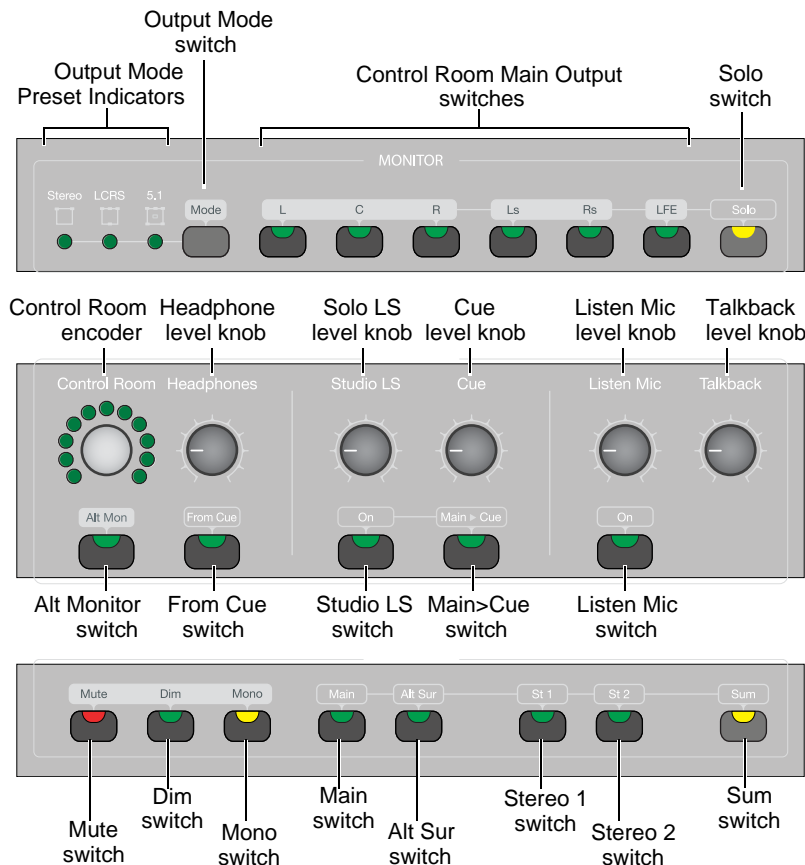 Output Mode
switch
Output Mode
Preset Indicators
Control Room Main Output
switches
Solo
switch
MONITOR
Stereo LCRS 5.1
Mode
L C R Ls Rs LFE Solo
Control Room
encoder
Headphone
level knob
Solo LS
level knob
Cue
level knob
Listen Mic
level knob
Talkback
level knob
Control Room Headphones Studio LS Cue Listen Mic Talkback
Alt Mon From Cue On Main ▶ Cue On
Alt Monitor
switch
From Cue
switch
Studio LS
switch
Main>Cue
switch
Listen Mic
switch
Mute Dim Mono Main Alt Sur St 1 St 2 Sum
Mute
switch
Dim
switch
Mono
switch
Main
switch
Alt Sur
switch
Stereo 1
switch
Stereo 2
switch
Sum
switch